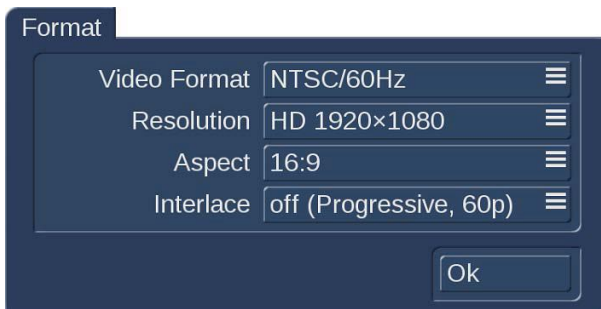 Format
Video Format NTSC/60Hz
Resolution HD 1920×1080
Aspect 16:9
Interlace off (Progressive, 60p)
Ok